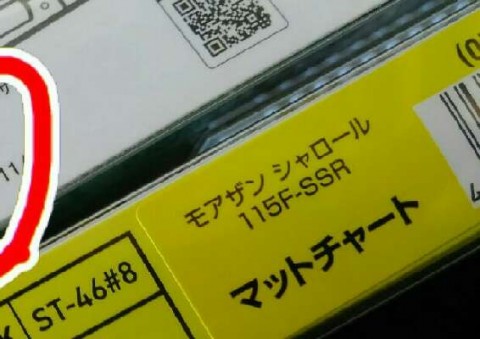 モアザン シャロール
115F-SSR
マットチャート
ST-46#8